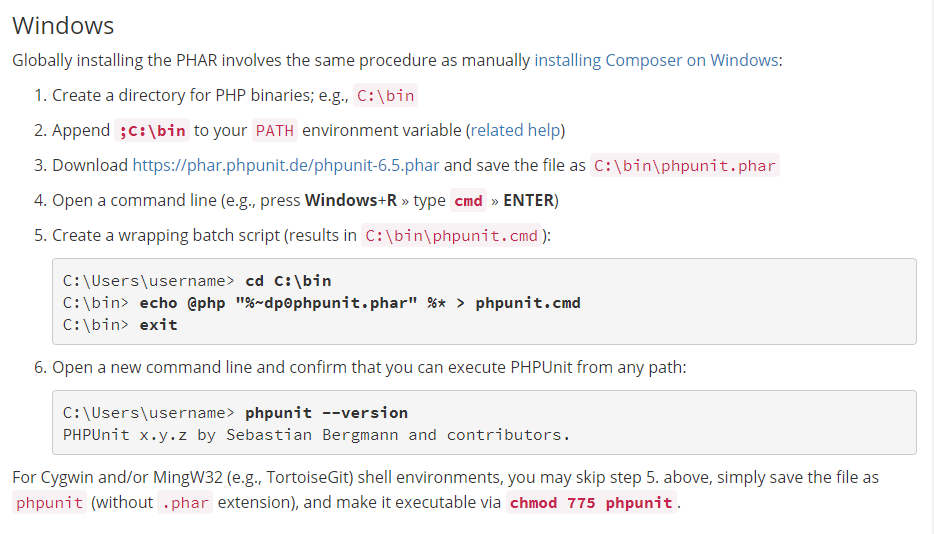 Windows
Globally installing the PHAR involves the same procedure as manually installing Composer on Windows:
1. Create a directory for PHP binaries; e.g., C:\bin
2. Append ;C:\bin to your PATH environment variable (related help)
3. Download https://phar.phpunit.de/phpunit-6.5.phar and save the file as C:\bin\phpunit.phar
4. Open a command line (e.g., press Windows+R » type cmd » ENTER)
5. Create a wrapping batch script (results in C:\bin\phpunit.cmd):
C:\Users\username> cd C:\bin
C:\bin> echo @php "%~dp0phpunit.phar" %* > phpunit.cmd
C:\bin> exit
6. Open a new command line and confirm that you can execute PHPUnit from any path:
C:\Users\username> phpunit --version
PHPUnit x.y.z by Sebastian Bergmann and contributors.
For Cygwin and/or MingW32 (e.g., TortoiseGit) shell environments, you may skip step 5. above, simply save the file as
phpunit (without .phar extension), and make it executable via chmod 775 phpunit.